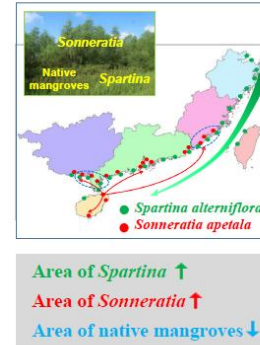 Sonneratia
Native
mangroves
Spartina
Spartina alterniflora
Sonneratia apetala
Area of Spartina ↑
Area of Sonneratia ↑
Area of native mangroves ↓